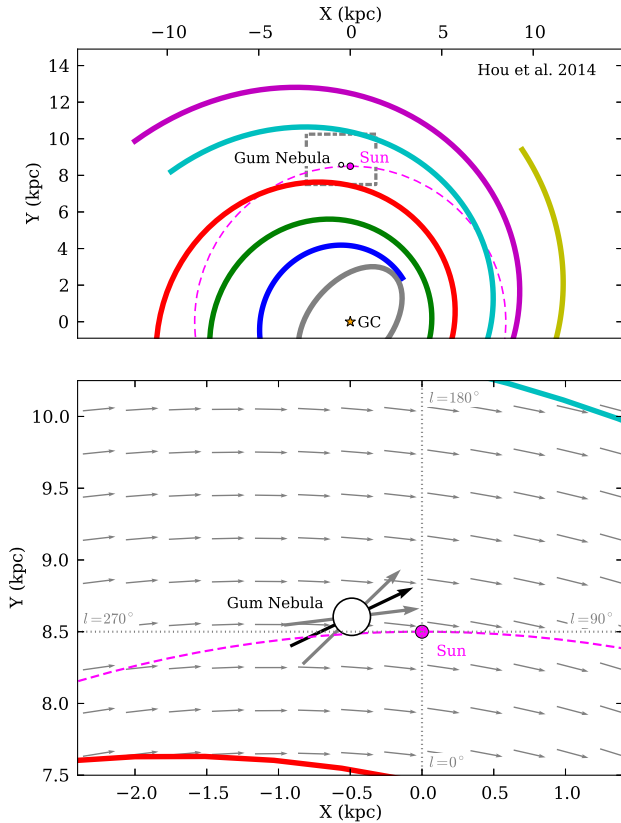 X (kpc)
−10 −5 0 5 10
Hou et al. 2014
14
12
10
8
6
4
2
0
Y (kpc)
Gum Nebula
Sun
GC
10.0
9.5
9.0
8.5
8.0
7.5
Y (kpc)
l=180°
Gum Nebula
l=270°
l=90°
Sun
l=0°
−2.0 −1.5 −1.0 −0.5 0.0 0.5 1.0
X (kpc)